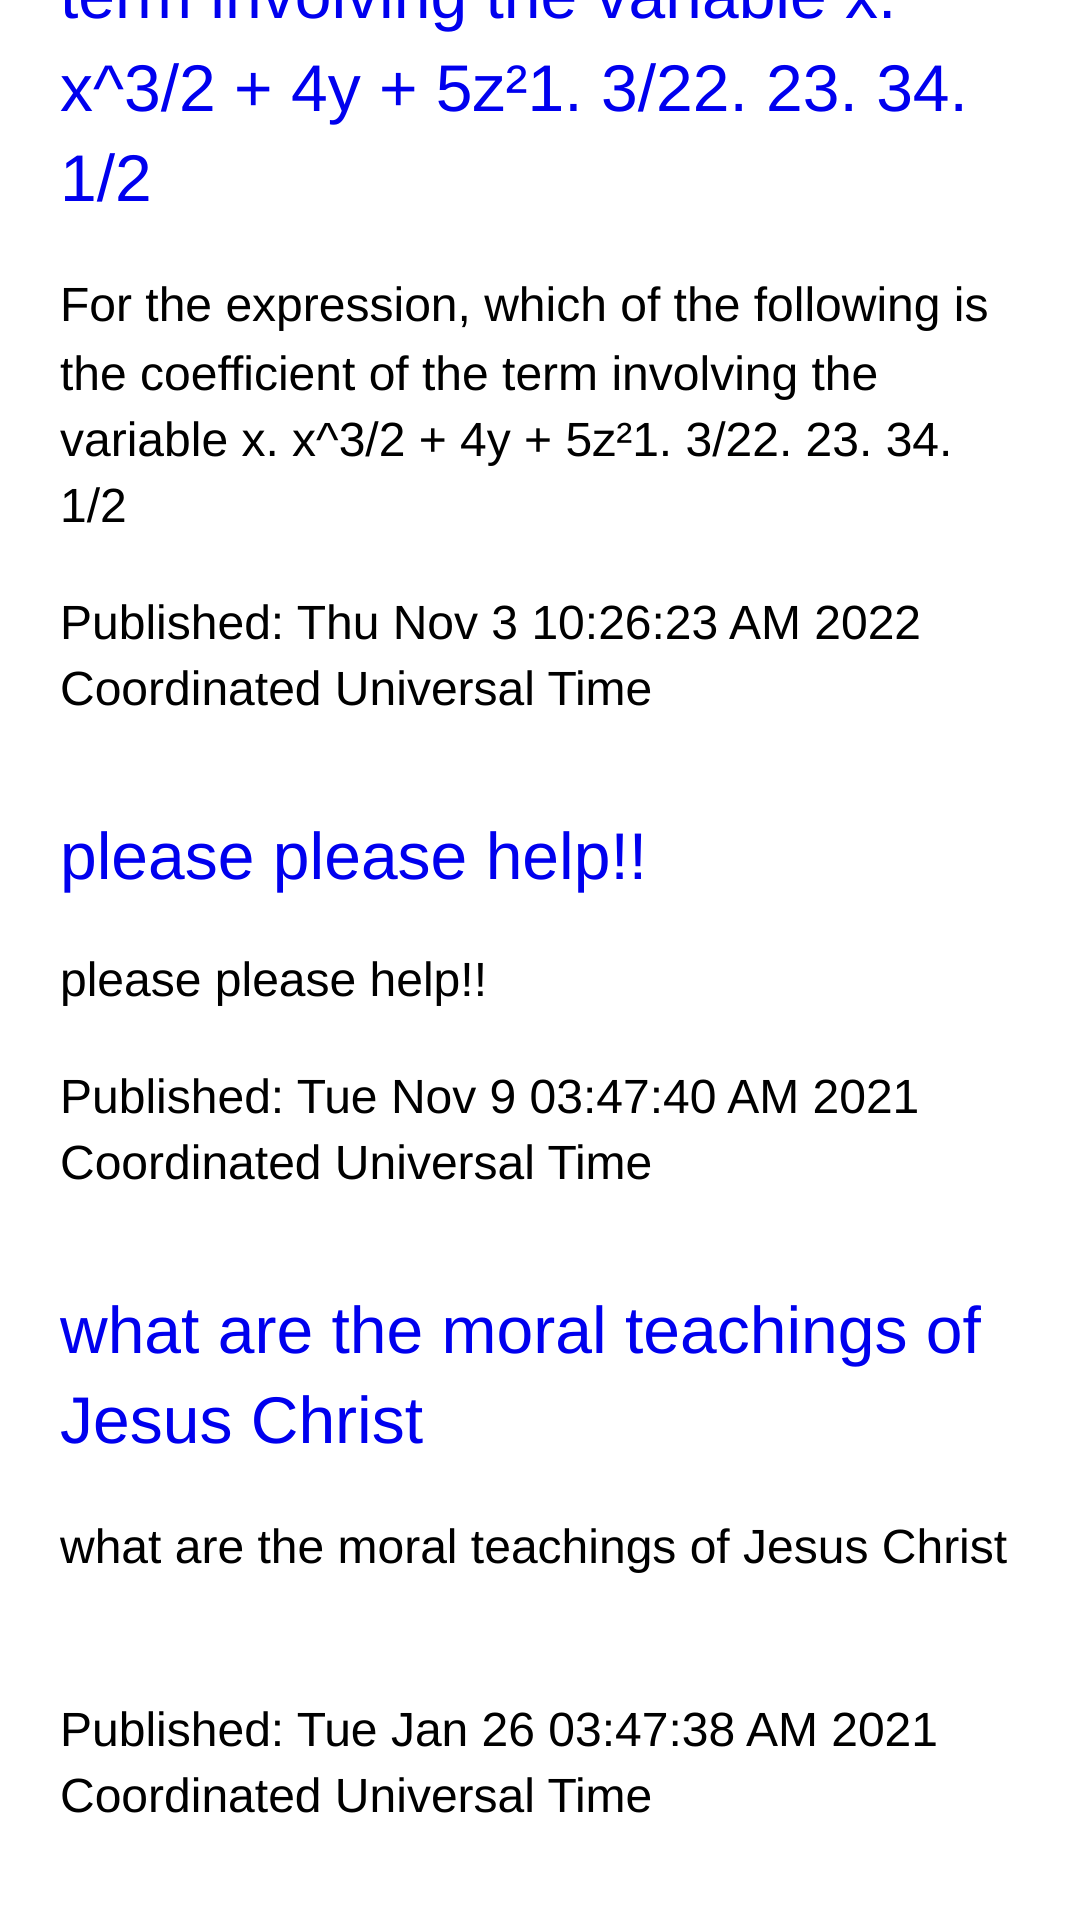 term involving the variable x.
x^3/2 + 4y + 5z²1. 3/22. 23. 34.
1/2
For the expression, which of the following is
the coefficient of the term involving the
variable x. x^3/2 + 4y + 5z²1. 3/22. 23. 34.
1/2
Published: Thu Nov 3 10:26:23 AM 2022
Coordinated Universal Time
please please help!!
please please help!!
Published: Tue Nov 9 03:47:40 AM 2021
Coordinated Universal Time
what are the moral teachings of
Jesus Christ
what are the moral teachings of Jesus Christ
Published: Tue Jan 26 03:47:38 AM 2021
Coordinated Universal Time